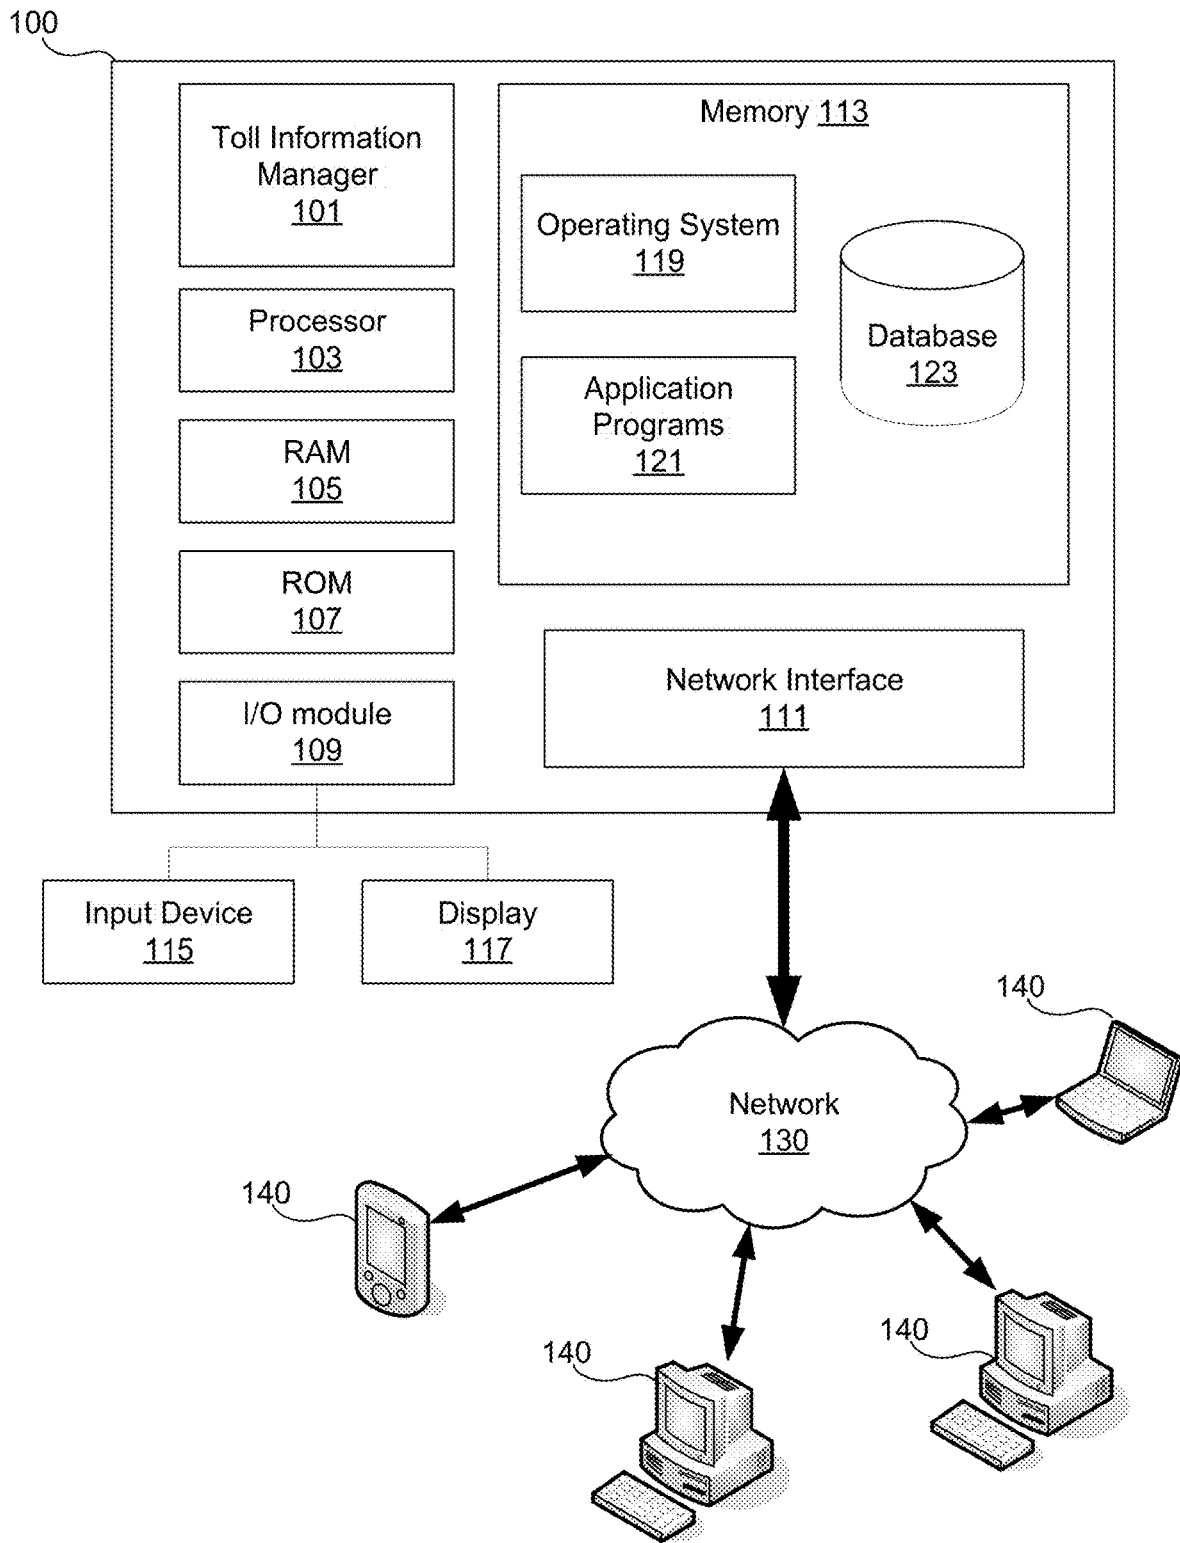 100
Toll Information
Manager
101
Processor
103
RAM
105
ROM
107
I/O module
109
Memory 113
Operating System
119
Application
Programs
121
Database
123
Network Interface
111
Input Device
115
Display
117
Network
130
140
140
140
140